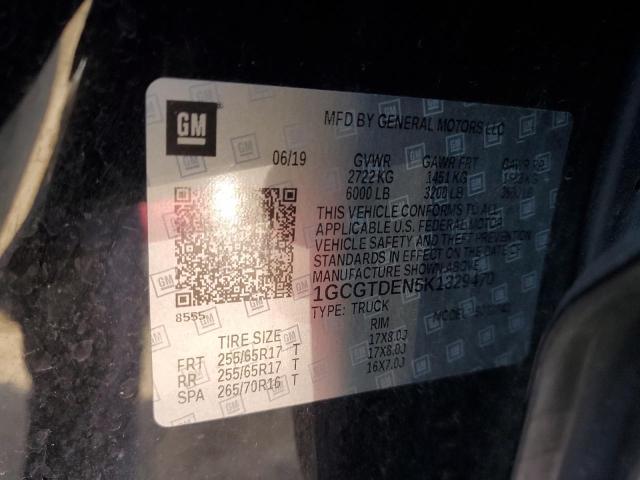 GM
MFD BY GENERAL MOTORS LLC
06/19 GVWR GAWR FRT GAWR RR
2722 KG 1451 KG
6000 LB 3200 LB
THIS VEHICLE CONFORMS TO ALL
APPLICABLE U.S. FEDERAL MOTOR
VEHICLE SAFETY AND THEFT PREVENTION
STANDARDS IN EFFECT ON THE DATE OF
MANUFACTURE SHOWN ABOVE.
1GCGTDEN5K1329470
TYPE: TRUCK MODEL:
8555
TIRE SIZE RIM
FRT 255/65R17 T 17X8.0J
RR 255/65R17 T 17X8.0J
SPA 265/70R16 T 16X7.0J